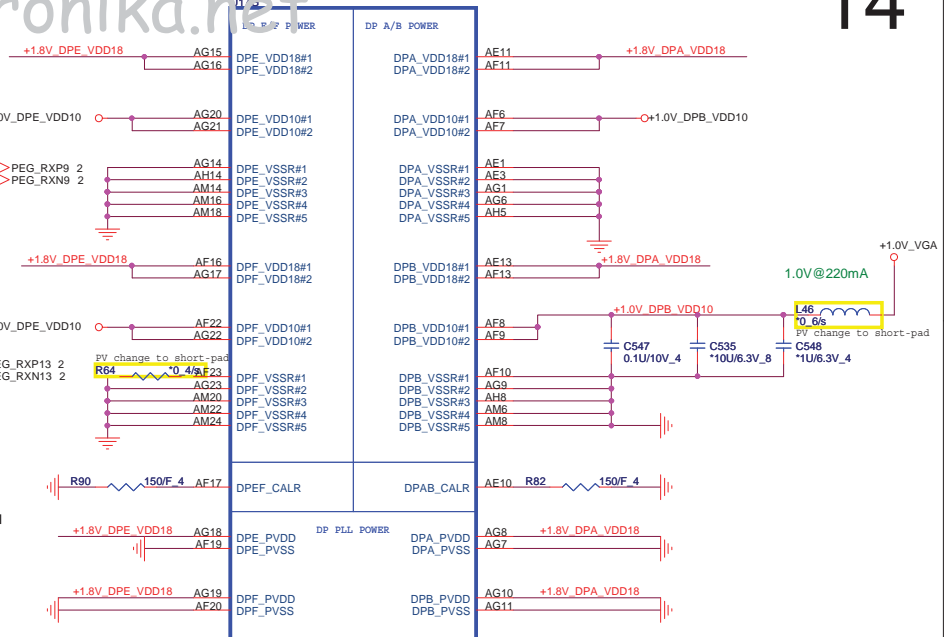 ronika.net
14
DP E/F POWER
DP A/B POWER
+1.8V_DPE_VDD18
AG15
AG16
DPE_VDD18#1
DPE_VDD18#2
DPA_VDD18#1
DPA_VDD18#2
AE11
AF11
+1.8V_DPA_VDD18
0V_DPE_VDD10
AG20
AG21
DPE_VDD10#1
DPE_VDD10#2
DPA_VDD10#1
DPA_VDD10#2
AF6
AF7
+1.0V_DPB_VDD10
PEG_RXP9 2
PEG_RXN9 2
AG14
AH14
AM14
AM16
AM18
DPE_VSSR#1
DPE_VSSR#2
DPE_VSSR#3
DPE_VSSR#4
DPE_VSSR#5
DPA_VSSR#1
DPA_VSSR#2
DPA_VSSR#3
DPA_VSSR#4
DPA_VSSR#5
AE1
AE3
AG1
AG6
AH5
+1.8V_DPE_VDD18
AF16
AG17
DPF_VDD18#1
DPF_VDD18#2
DPB_VDD18#1
DPB_VDD18#2
AE13
AF13
+1.8V_DPA_VDD18
+1.0V_VGA
1.0V@220mA
0V_DPE_VDD10
AF22
AG22
DPF_VDD10#1
DPF_VDD10#2
DPB_VDD10#1
DPB_VDD10#2
AF8
AF9
+1.0V_DPB_VDD10
L46
*0_6/s
PV change to short-pad
C547
0.1U/10V_4
C535
*10U/6.3V_8
C548
*1U/6.3V_4
EG_RXP13 2
EG_RXN13 2
PV change to short-pad
R64
*0_4/s
AF23
AG23
AM20
AM22
AM24
DPF_VSSR#1
DPF_VSSR#2
DPF_VSSR#3
DPF_VSSR#4
DPF_VSSR#5
DPB_VSSR#1
DPB_VSSR#2
DPB_VSSR#3
DPB_VSSR#4
DPB_VSSR#5
AF10
AG9
AH8
AM6
AM8
R90
150/F_4
AF17
DPEF_CALR
DPAB_CALR
AE10
R82
150/F_4
DP PLL POWER
+1.8V_DPE_VDD18
AG18
AF19
DPE_PVDD
DPE_PVSS
DPA_PVDD
DPA_PVSS
AG8
AG7
+1.8V_DPA_VDD18
+1.8V_DPE_VDD18
AG19
AF20
DPF_PVDD
DPF_PVSS
DPB_PVDD
DPB_PVSS
AG10
AG11
+1.8V_DPA_VDD18